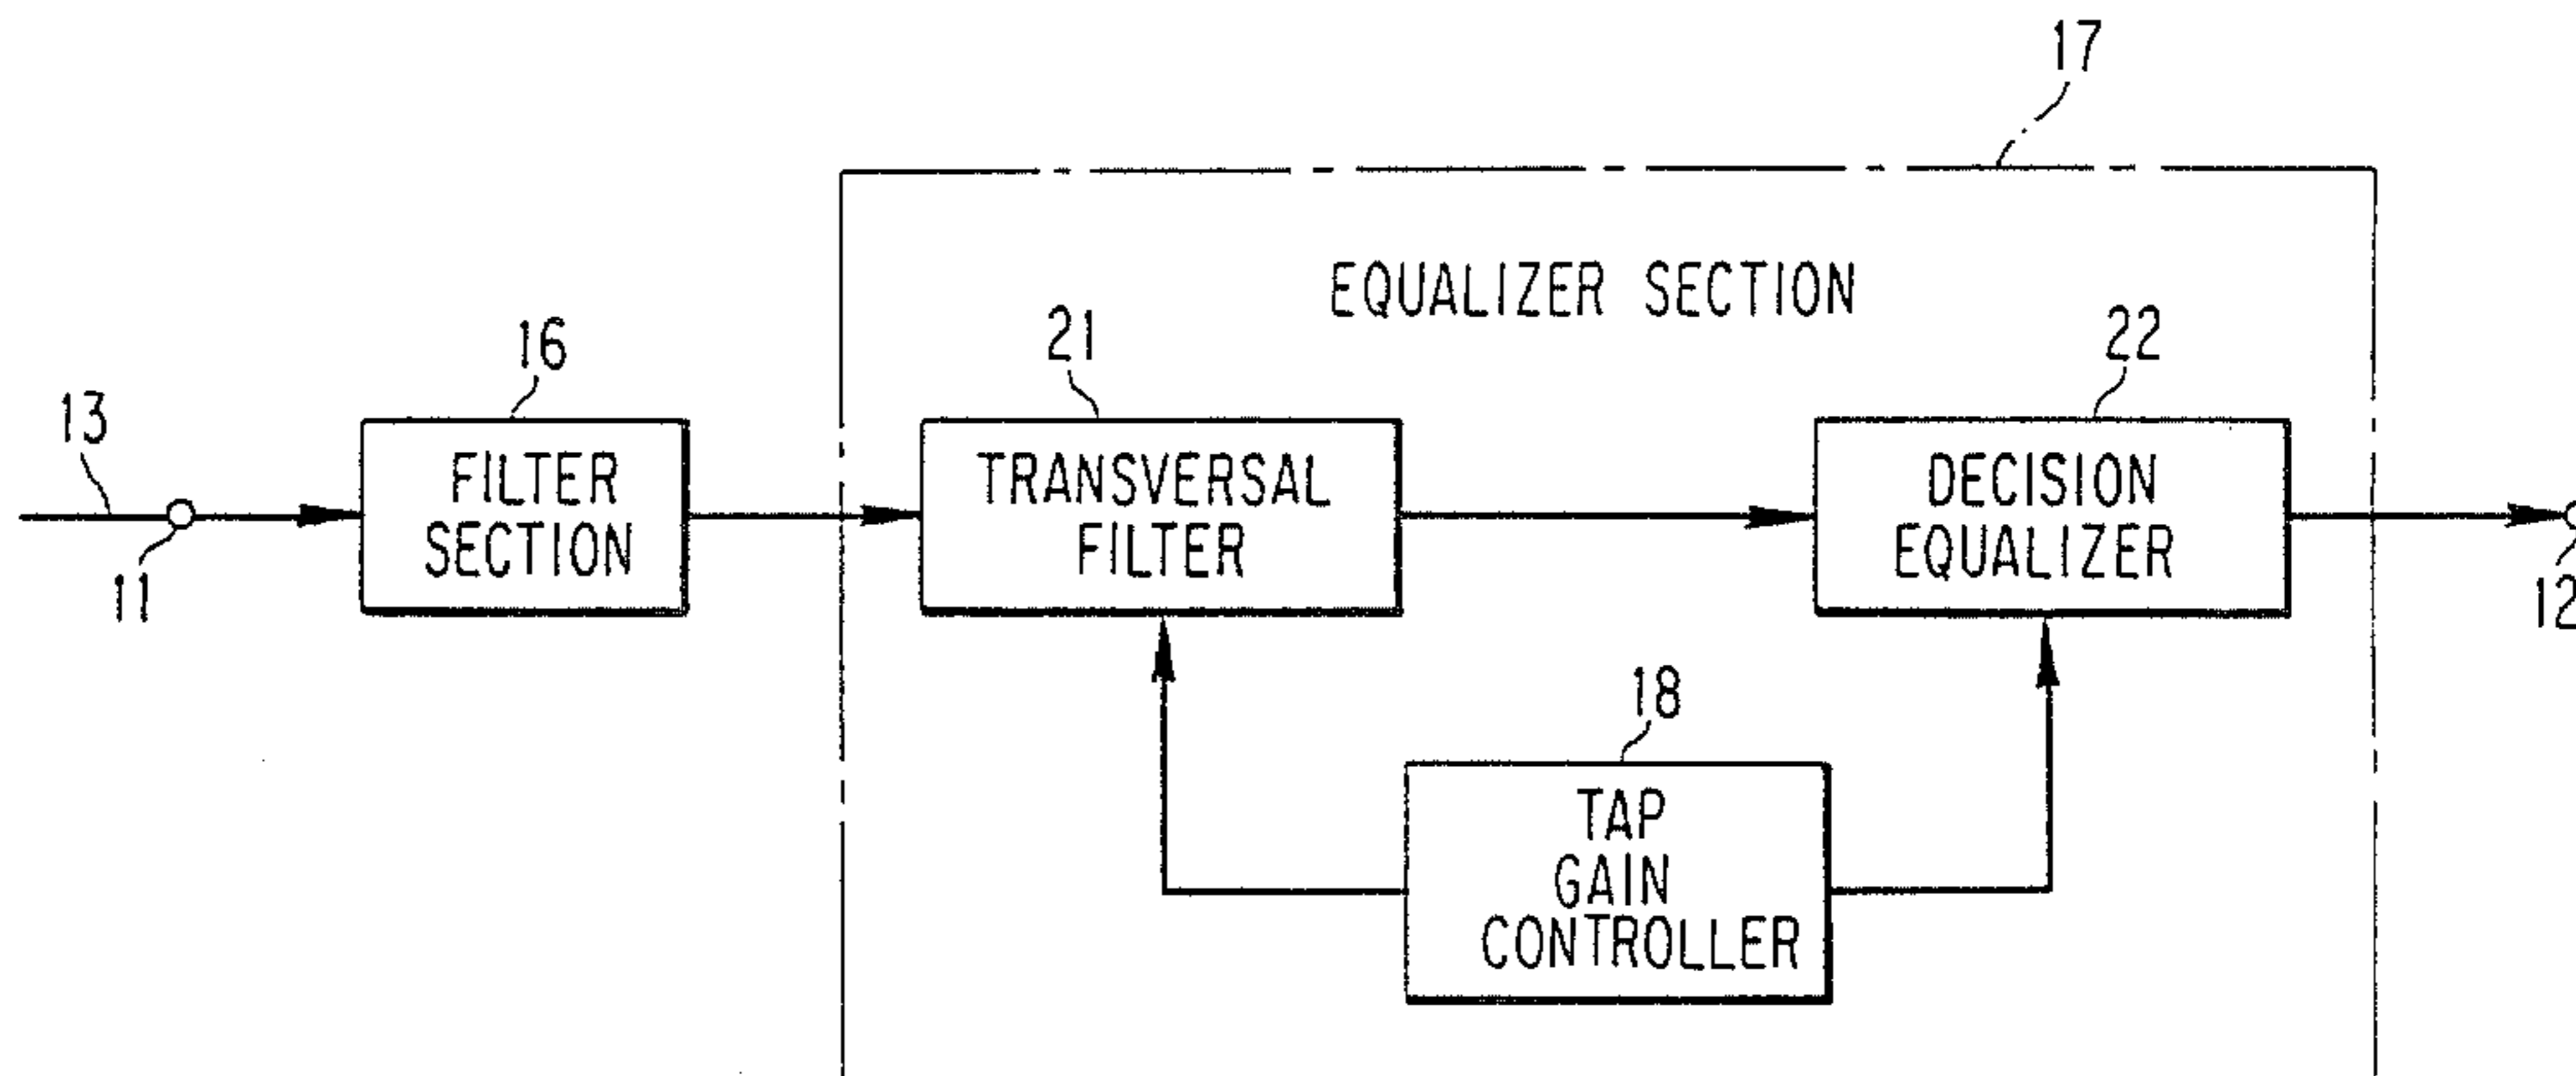 17
EQUALIZER SECTION
16
21
22
13
FILTER
SECTION
TRANSVERSAL
FILTER
DECISION
EQUALIZER
11
12
18
TAP
GAIN
CONTROLLER